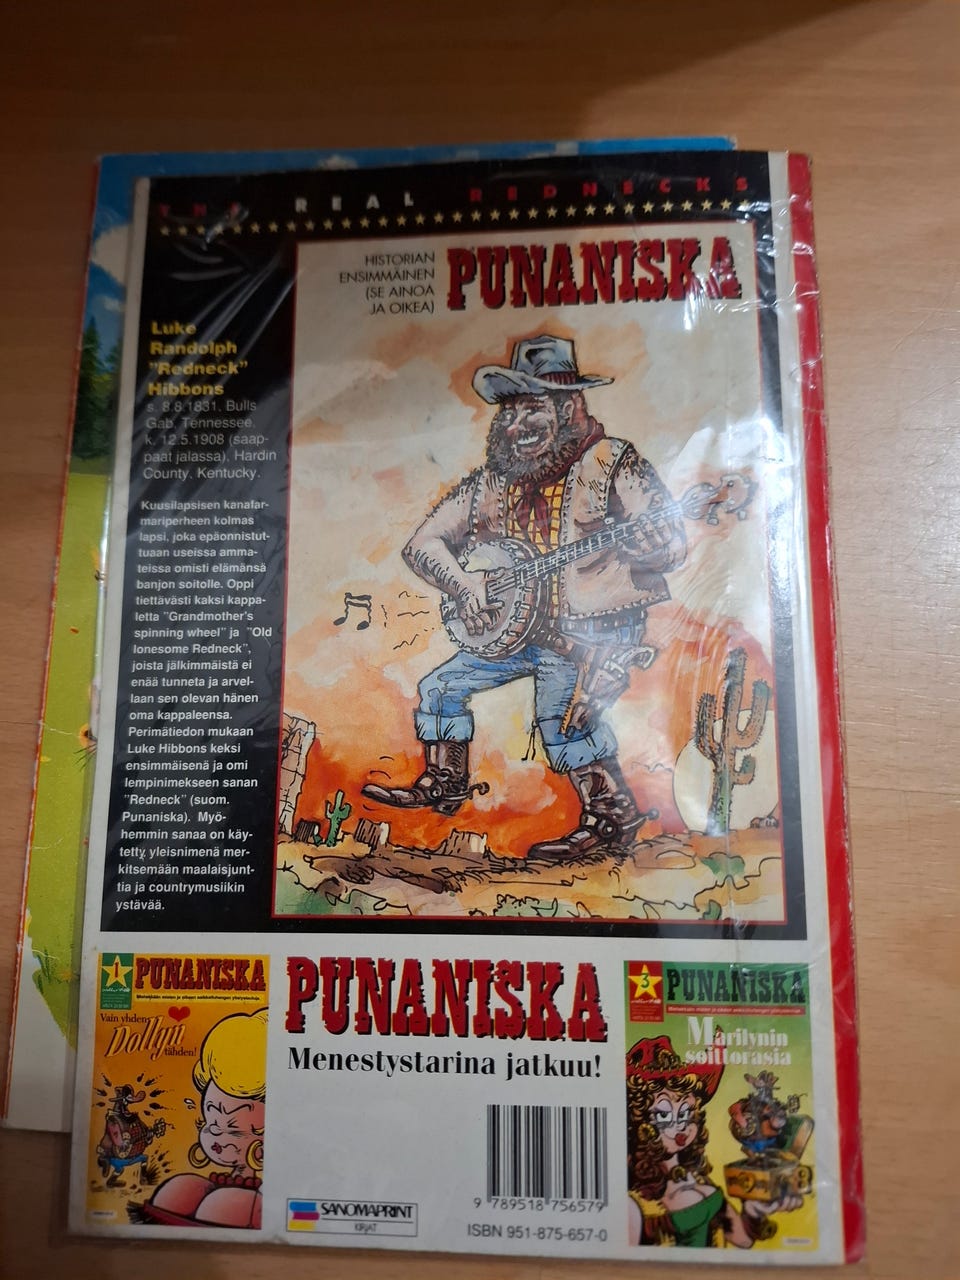 THE REAL REDNECKS
HISTORIAN
ENSIMMÄINEN
(SE AINOA
JA OIKEA)
PUNANISKA
Luke
Randolph
"Redneck"
Hibbons
s. 8.8.1831, Bulls
Gab, Tennessee.
k. 12.5.1908 (saap-
paat jalassa), Hardin
County, Kentucky.
Kuusilapsisen kanafar-
mariperheen kolmas
lapsi, joka epäonnistut-
tuaan useissa amma-
teissa omisti elämänsä
banjon soitolle. Oppi
tiettävästi kaksi kappa-
letta "Grandmother's
spinning wheel" ja "Old
lonesome Redneck",
joista jälkimmäistä ei
enää tunneta ja arvel-
laan sen olevan hänen
oma kappaleensa.
Perimätiedon mukaan
Luke Hibbons keksi
ensimmäisenä ja omi
lempinimekseen sanan
"Redneck" (suom.
Punaniska). Myö-
hemmin sanaa on käy-
tetty yleisnimenä mer-
kitsemään maalaisjunt-
tia ja countrymusiikin
ystävää.
1
PUNANISKA
Vain yhden
Dollyn
tähden!
PUNANISKA
Menestystarina jatkuu!
SANOMAPRINT
KIRJAT
9 789518 756579
ISBN 951-875-657-0
3
PUNANISKA
Marilynin
soittorasia